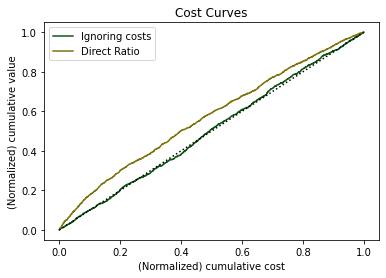 Cost Curves
Ignoring costs
Direct Ratio
(Normalized) cumulative value
1.0
0.8
0.6
0.4
0.2
0.0
0.0 0.2 0.4 0.6 0.8 1.0
(Normalized) cumulative cost